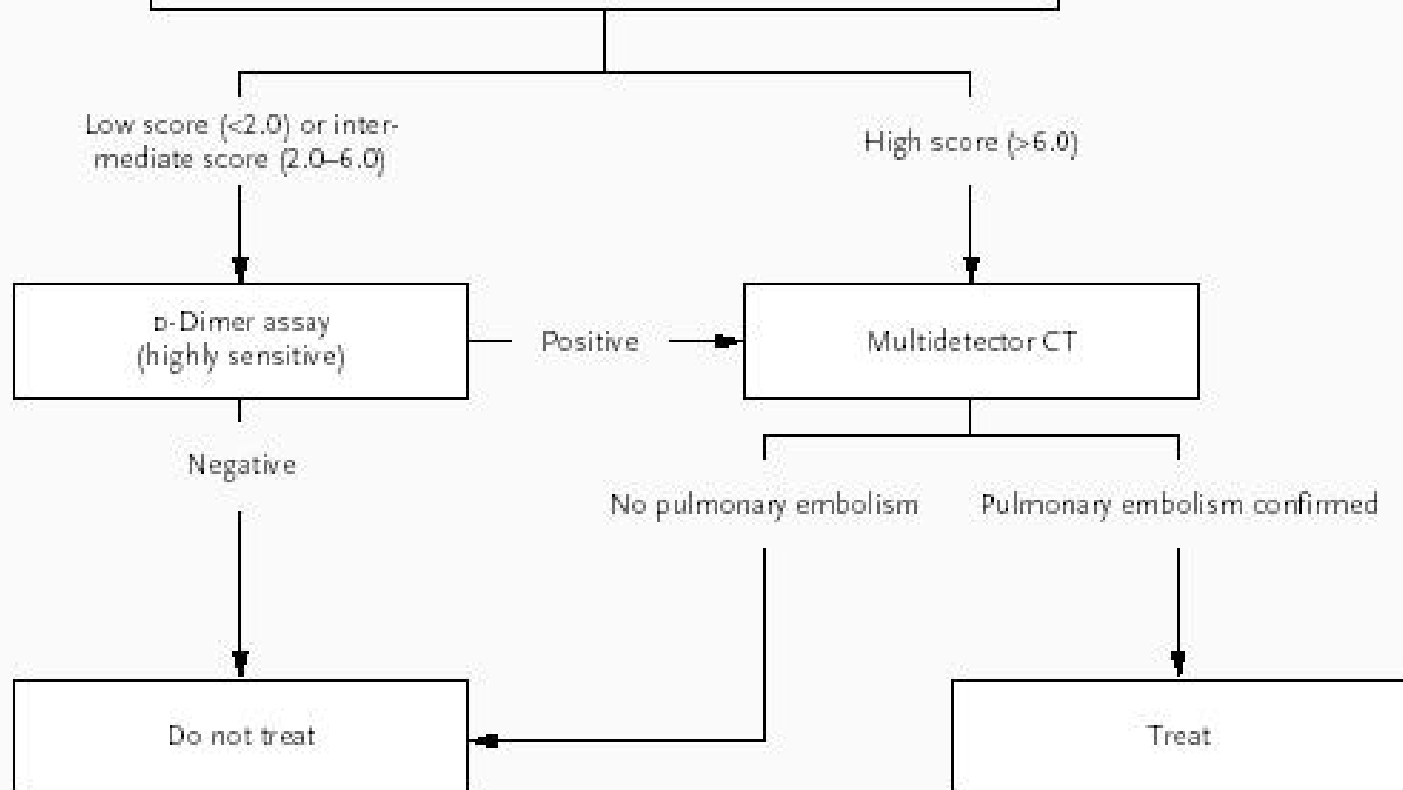 Low score (<2.0) or inter-
mediate score (2.0–6.0)
High score (>6.0)
D-Dimer assay
(highly sensitive)
Positive
Multidetector CT
Negative
No pulmonary embolism
Pulmonary embolism confirmed
Do not treat
Treat